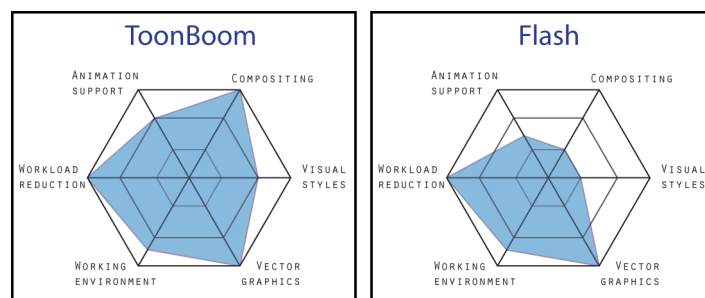 ToonBoom
ANIMATION
SUPPORT
COMPOSITING
WORKLOAD
REDUCTION
VISUAL
STYLES
WORKING
ENVIRONMENT
VECTOR
GRAPHICS
Flash
ANIMATION
SUPPORT
COMPOSITING
WORKLOAD
REDUCTION
VISUAL
STYLES
WORKING
ENVIRONMENT
VECTOR
GRAPHICS